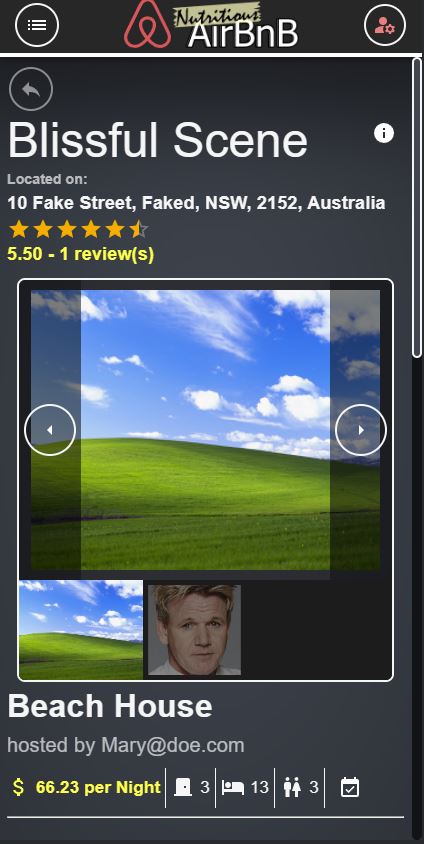 Nutritious
AirBnB
Blissful Scene
Located on:
10 Fake Street, Faked, NSW, 2152, Australia
5.50 - 1 review(s)
Beach House
hosted by Mary@doe.com
$ 66.23 per Night 3 13 3